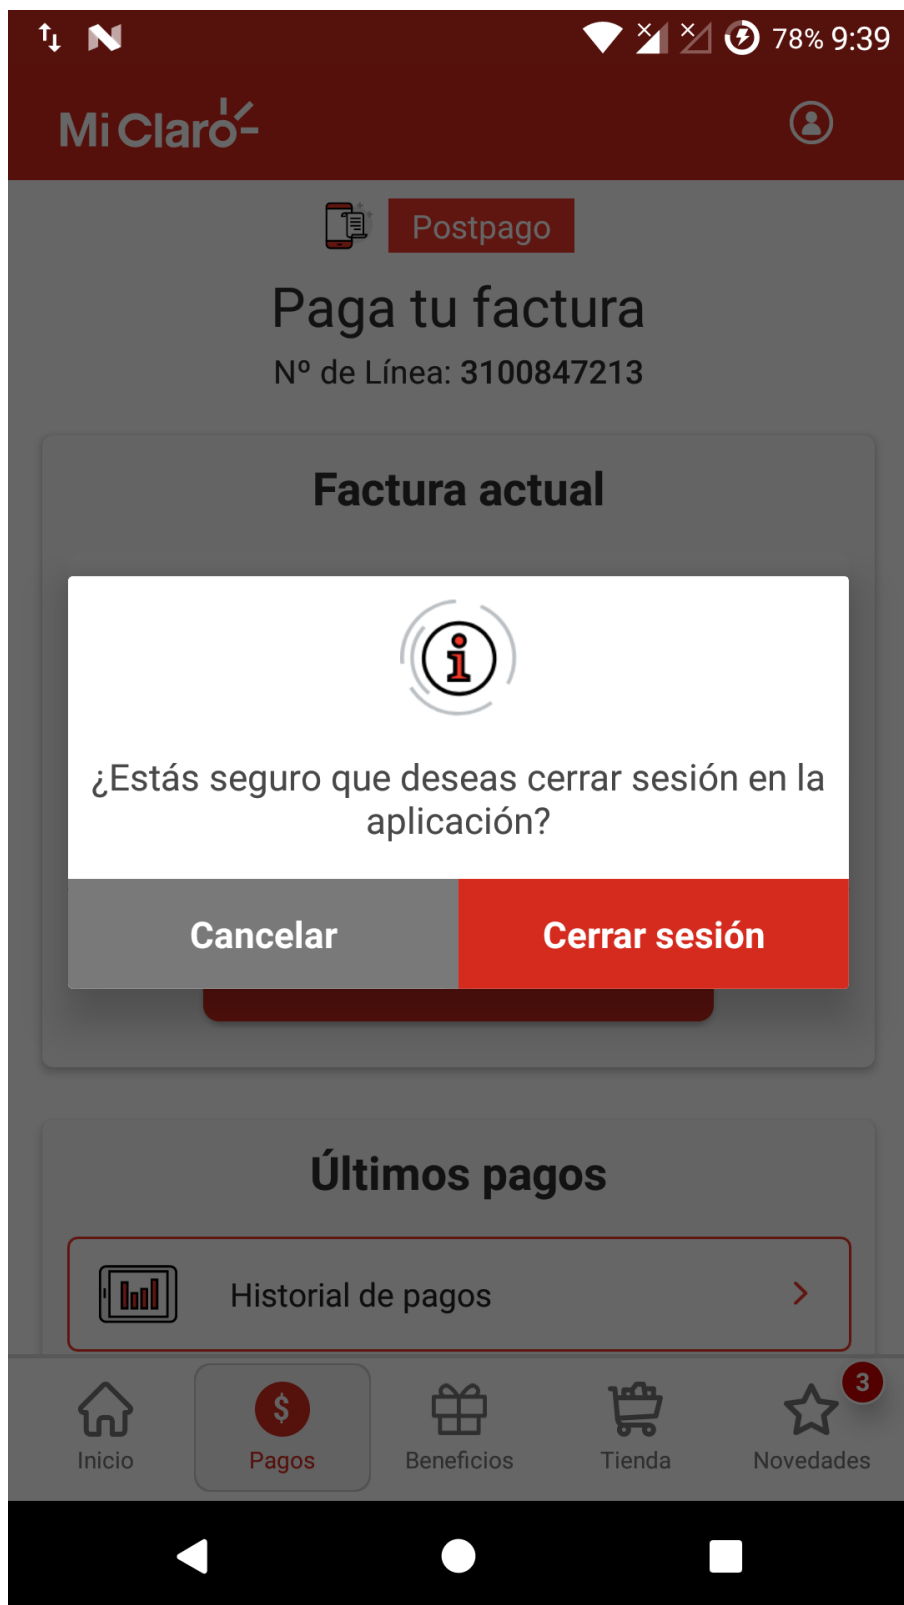 78% 9:39
Mi Claro
Postpago
Paga tu factura
Nº de Línea: 3100847213
Factura actual
¿Estás seguro que deseas cerrar sesión en la
aplicación?
Cancelar
Cerrar sesión
Últimos pagos
Historial de pagos
3
Inicio
Pagos
Beneficios
Tienda
Novedades